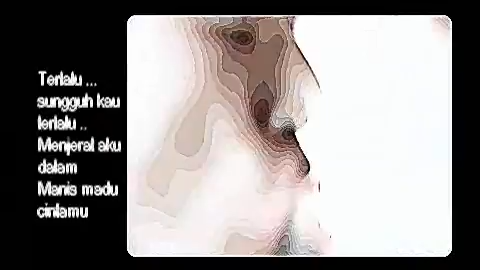 Terlalu ...
sungguh kau
terlalu ..
Menjerat aku
dalam
Manis madu
cintamu